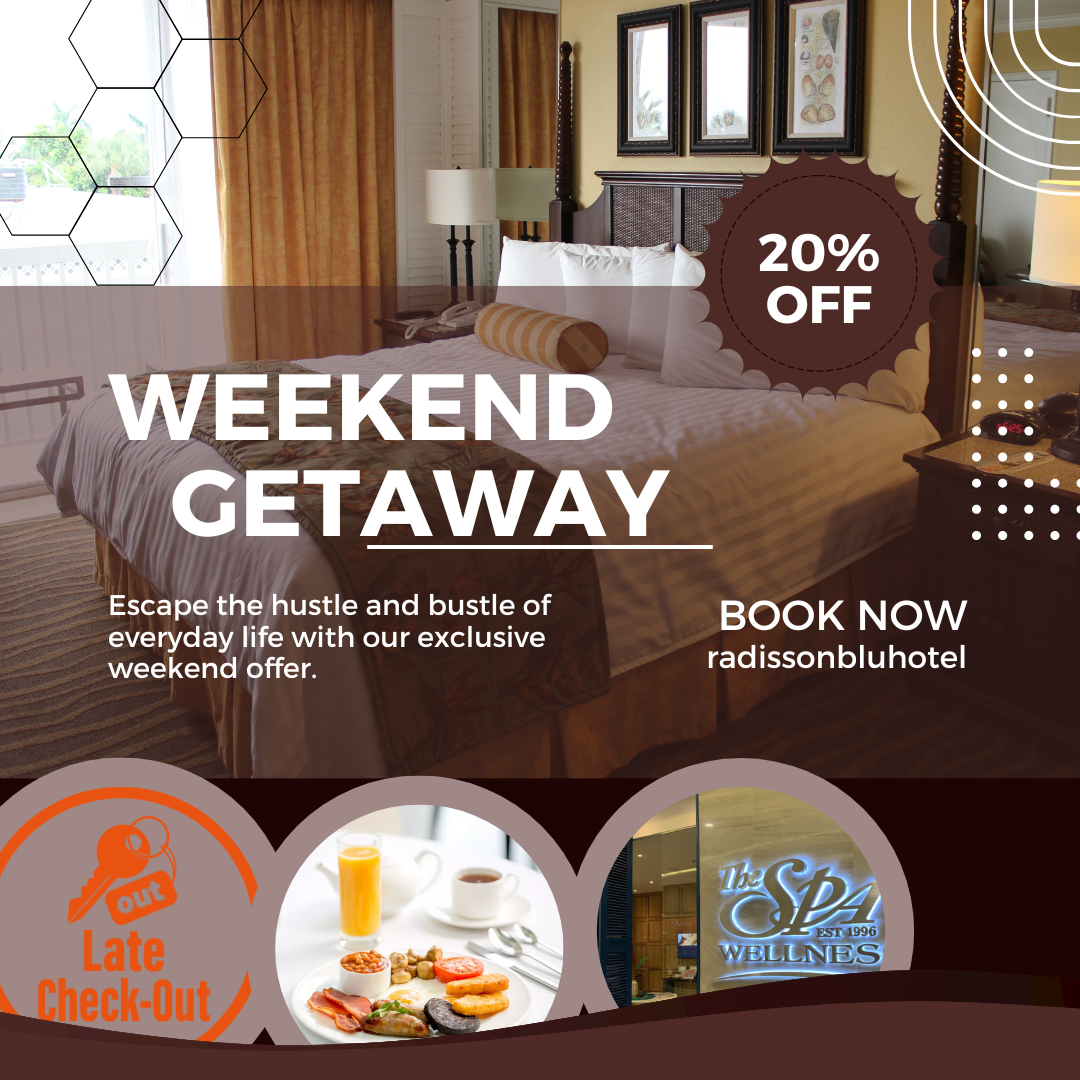 20%
OFF
WEEKEND
GETAWAY
Escape the hustle and bustle of
everyday life with our exclusive
weekend offer.
BOOK NOW
radissonbluhotel
out
Late
Check-Out
The SPA
EST 1996
WELLNES